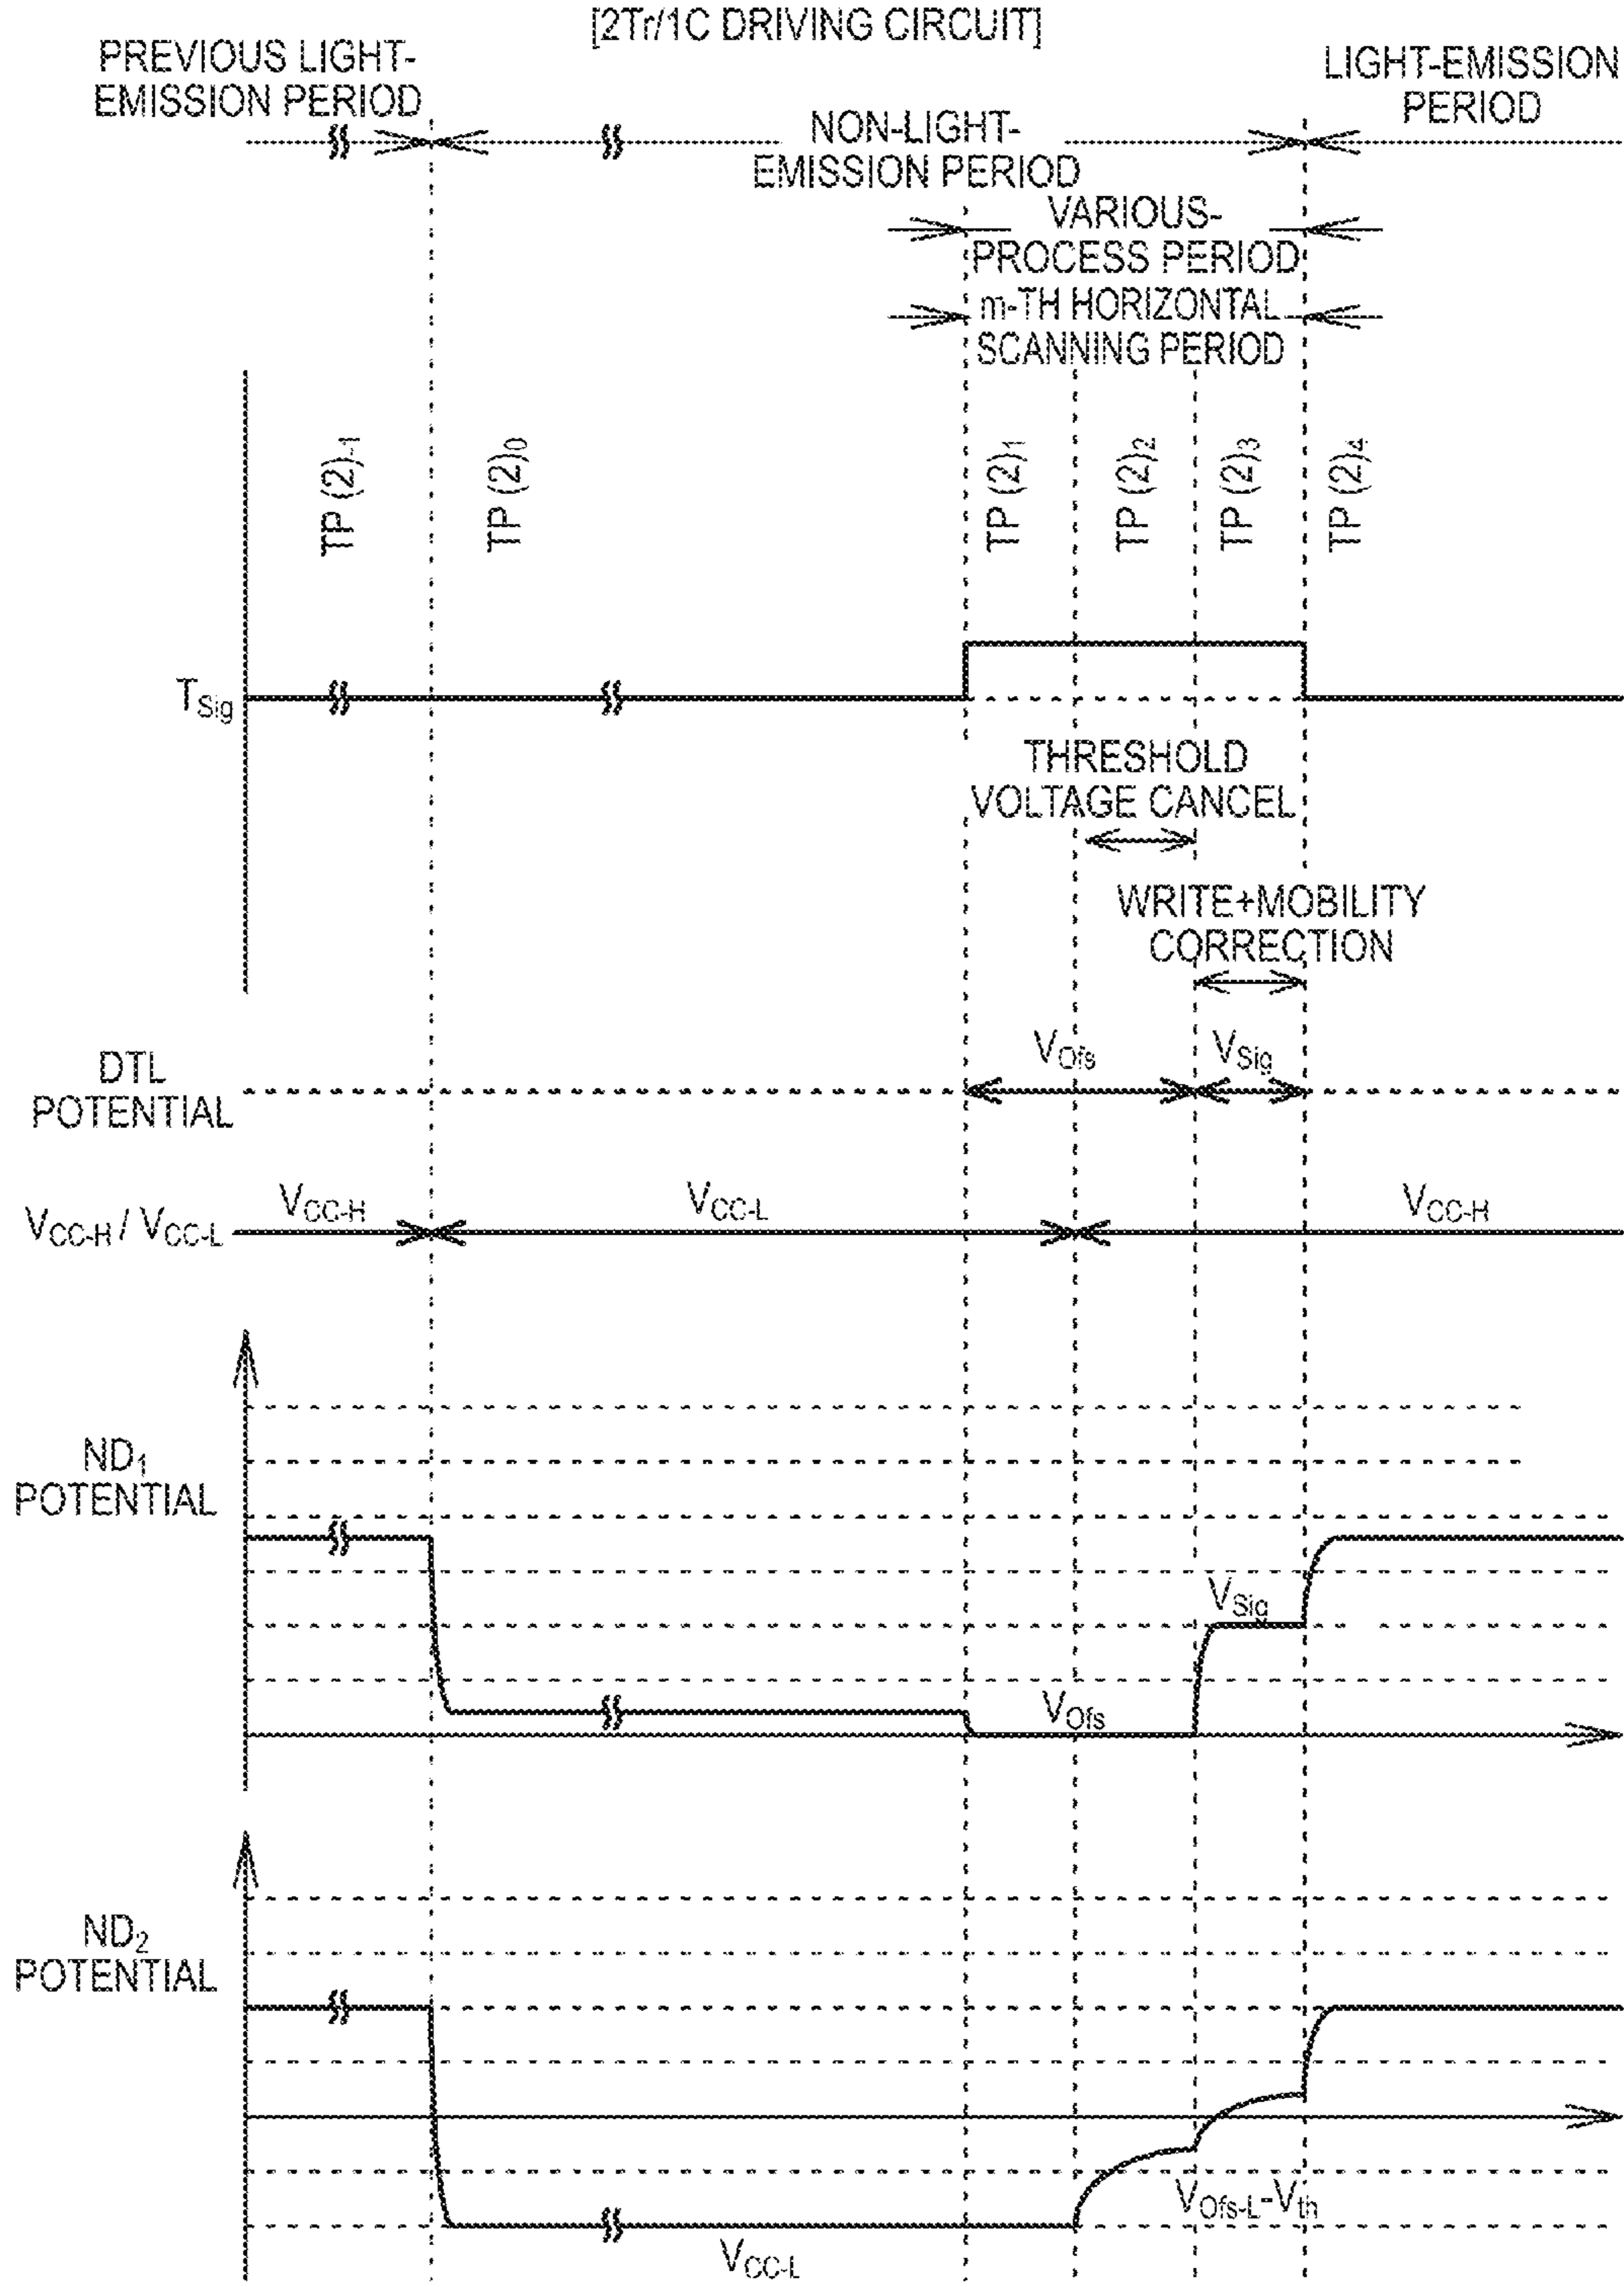 [2Tr/1C DRIVING CIRCUIT]
PREVIOUS LIGHT-
EMISSION PERIOD
NON-LIGHT-
EMISSION PERIOD
LIGHT-EMISSION
PERIOD
VARIOUS-
PROCESS PERIOD
m-TH HORIZONTAL
SCANNING PERIOD
TP (2)-1
TP (2)0
TP (2)1
TP (2)2
TP (2)3
TP (2)4
TSig
THRESHOLD
VOLTAGE CANCEL
WRITE+MOBILITY
CORRECTION
DTL
POTENTIAL
VOfs
VSig
VCC-H / VCC-L
VCC-H
VCC-L
VCC-H
ND1
POTENTIAL
VSig
VOfs
ND2
POTENTIAL
VOfs-L-Vth
VCC-L